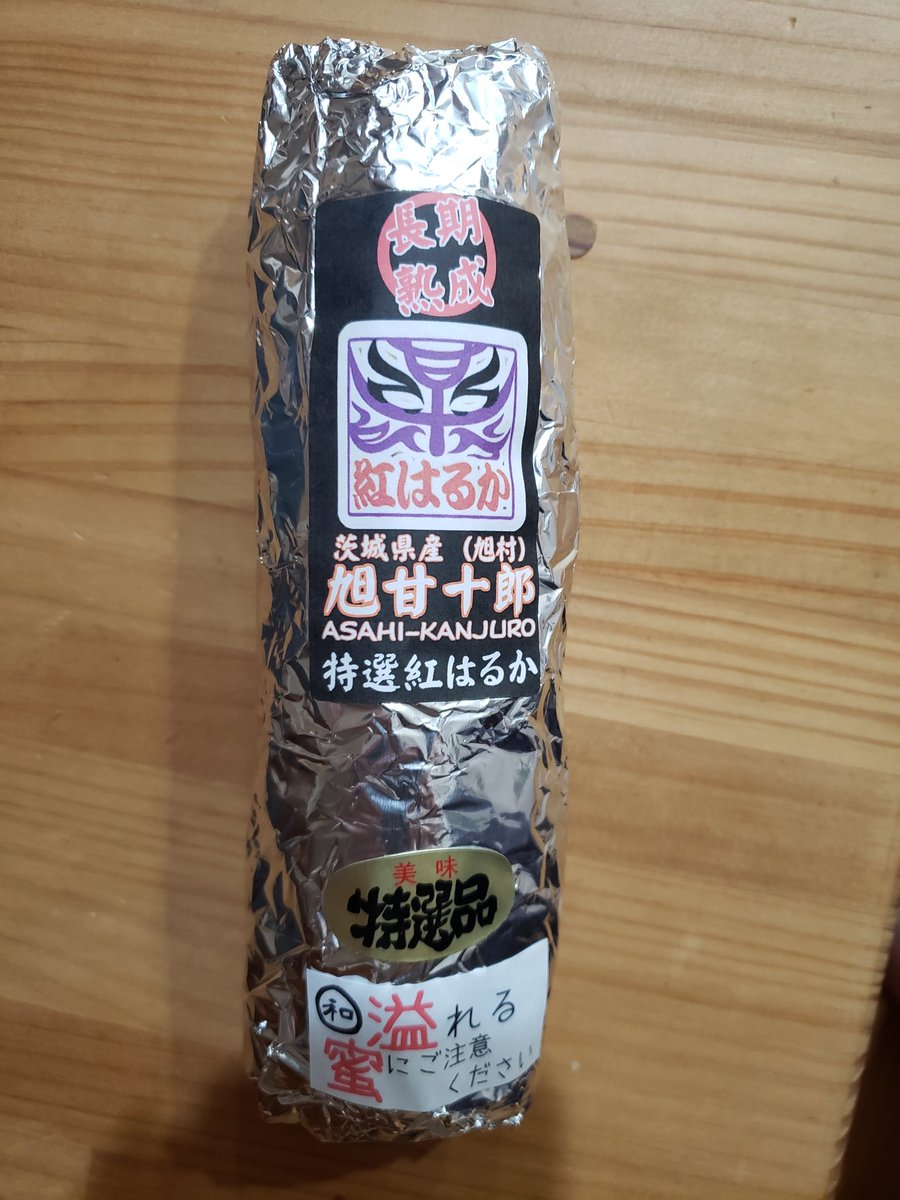 長期
熟成
紅はるか
茨城県産（旭村）
旭甘十郎
ASAHI-KANJURO
特選紅はるか
美味
特選品
和 溢れる
蜜にご注意
ください